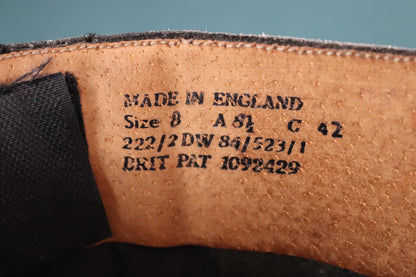 MADE IN ENGLAND
Size 8 A 8½ C 42
222/2 DW 84/523/1
BRIT PAT 1092429